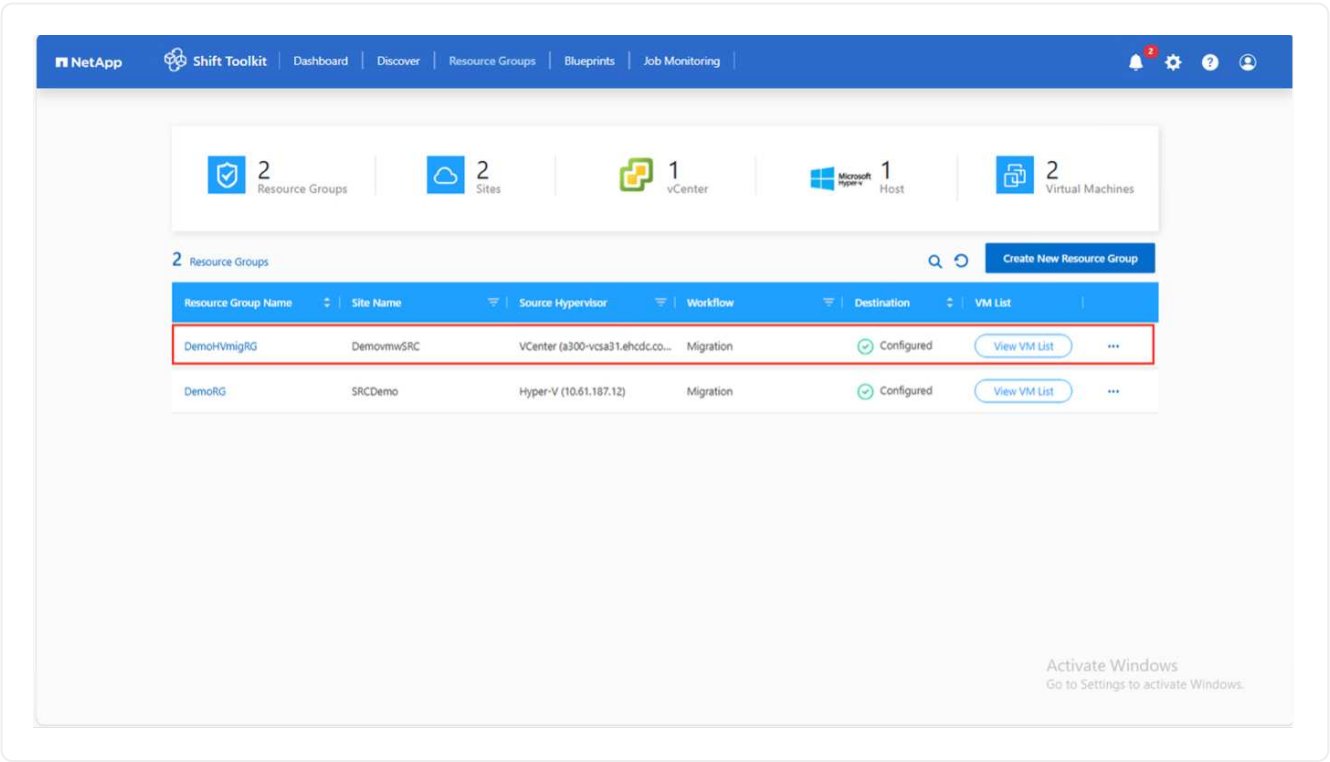 NetApp Shift Toolkit Dashboard Discover Resource Groups Blueprints Job Monitoring 2
2 Resource Groups
2 Sites
1 vCenter
Microsoft Hyper-v 1 Host
2 Virtual Machines
2 Resource Groups Create New Resource Group
Resource Group Name Site Name Source Hypervisor Workflow Destination VM List
DemoHVmigRG DemovmwSRC VCenter (a300-vcsa31.ehcdc.co... Migration Configured View VM List ...
DemoRG SRCDemo Hyper-V (10.61.187.12) Migration Configured View VM List ...
Activate Windows
Go to Settings to activate Windows.